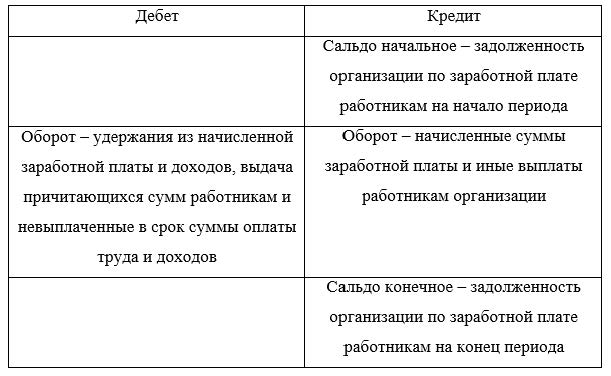 Дебет
Кредит
Сальдо начальное – задолженность
организации по заработной плате
работникам на начало периода
Оборот – удержания из начисленной
заработной платы и доходов, выдача
причитающихся сумм работникам и
невыплаченные в срок суммы оплаты
труда и доходов
Оборот – начисленные суммы
заработной платы и иные выплаты
работникам организации
Сальдо конечное – задолженность
организации по заработной плате
работникам на конец периода